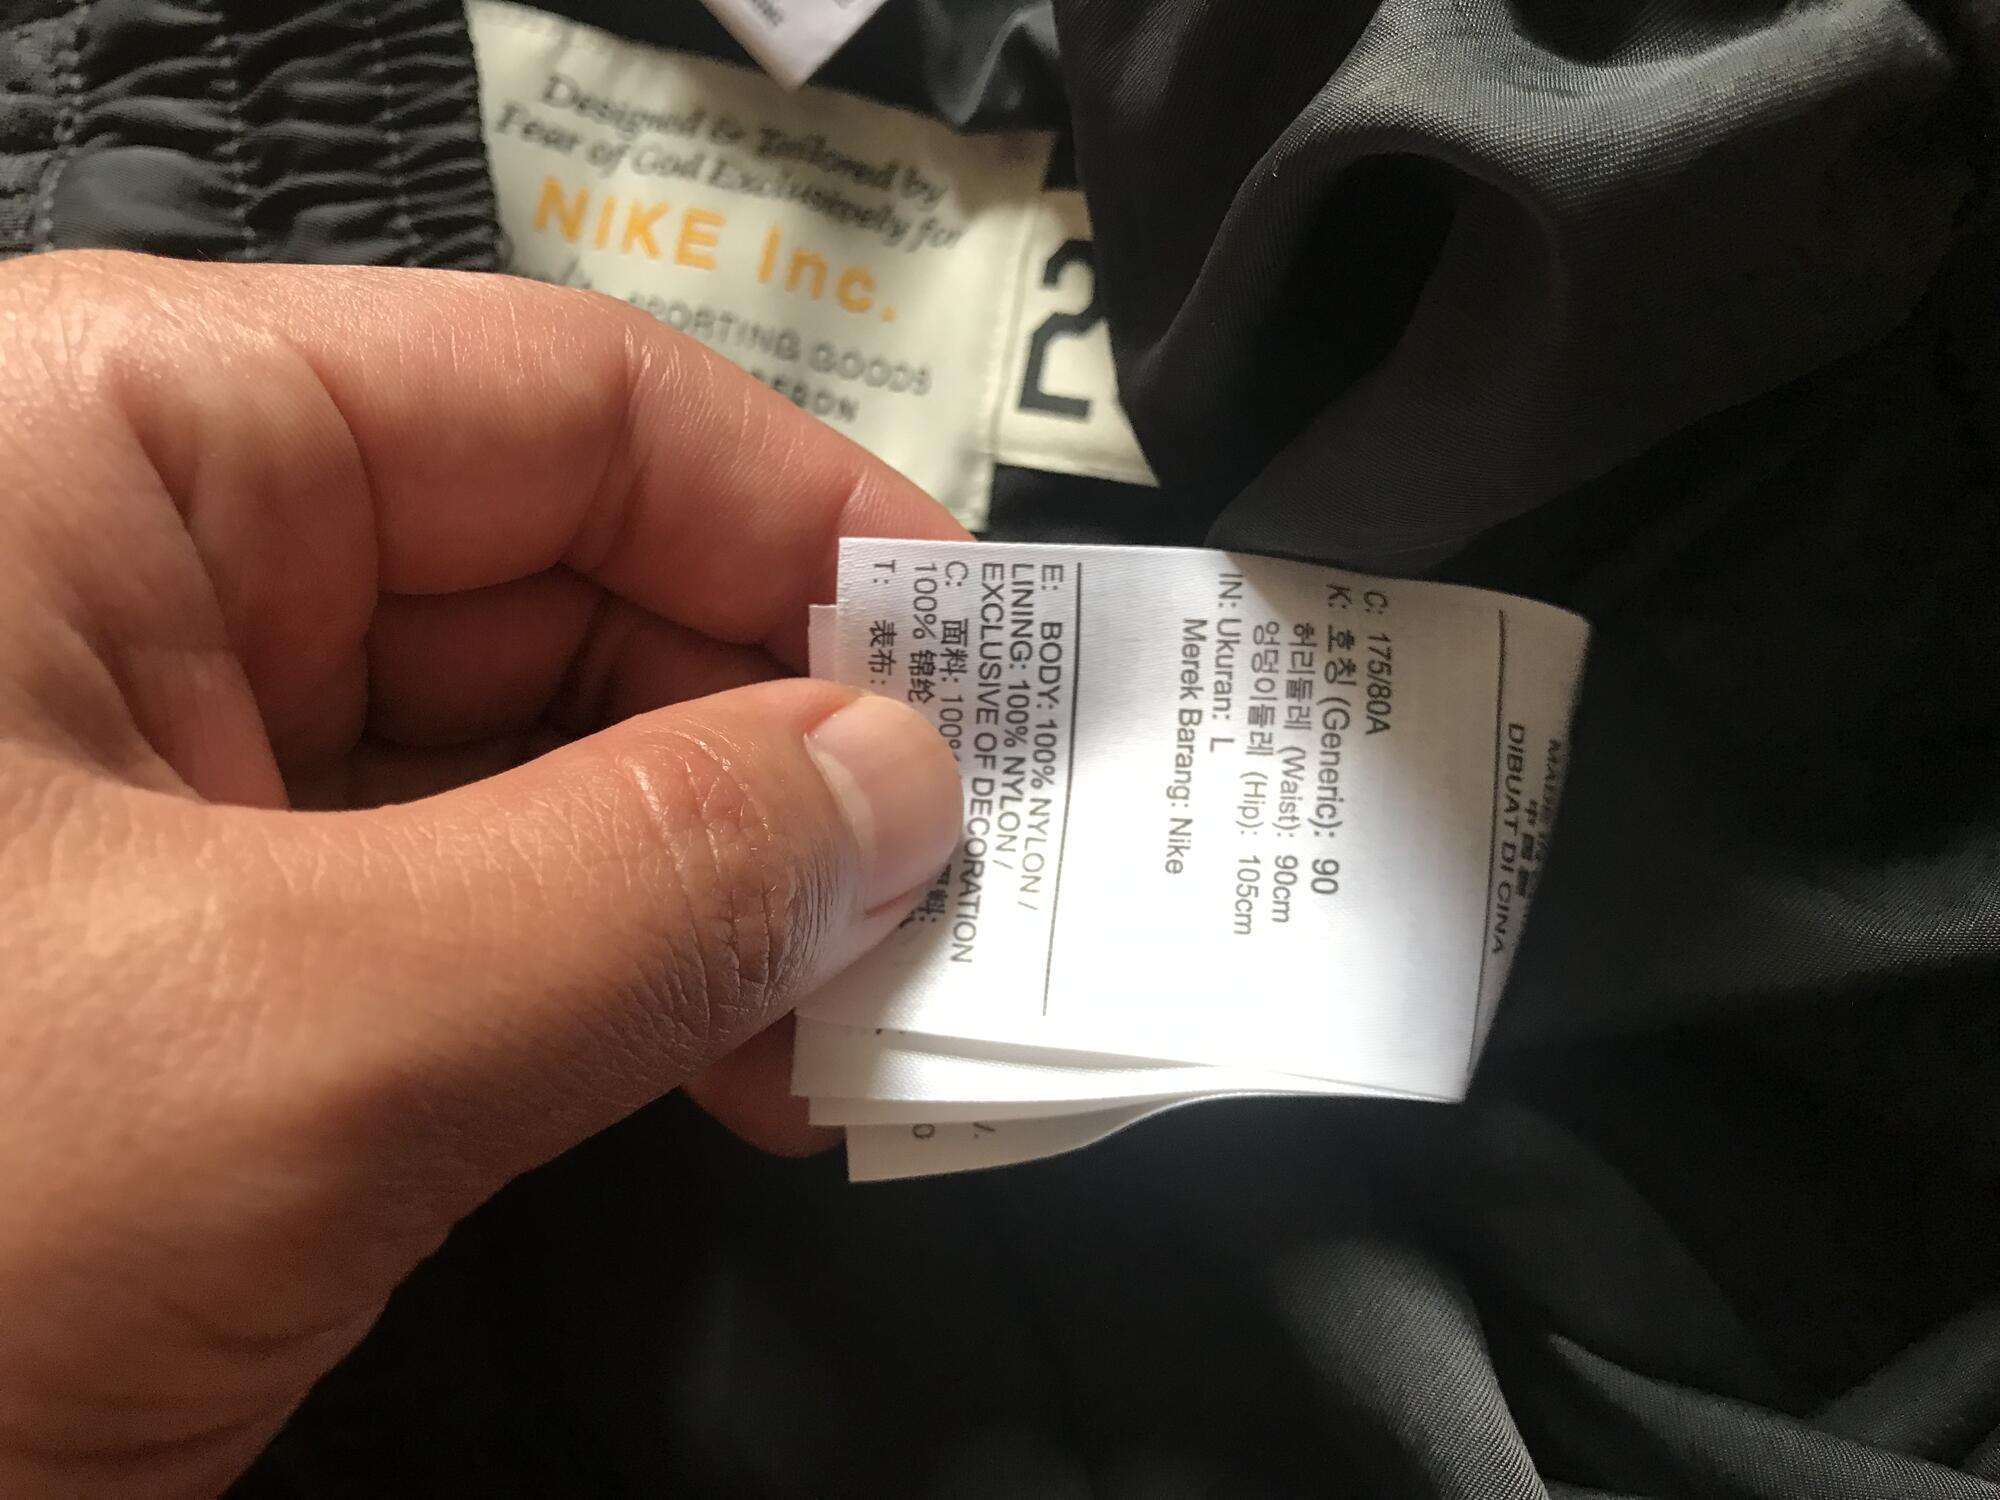 Designed & Tailored by
Fear of God Exclusively for
NIKE Inc.
SPORTING GOODS
DIBUAT DI CINA
C: 175/80A
K: 호칭 (Generic): 90
허리둘레 (Waist): 90cm
엉덩이둘레 (Hip): 105cm
IN: Ukuran: L
Merek Barang: Nike
E: BODY: 100% NYLON /
LINING: 100% NYLON /
EXCLUSIVE OF DECORATION
C: 面料: 100%
100% 锦纶
T: 表布: